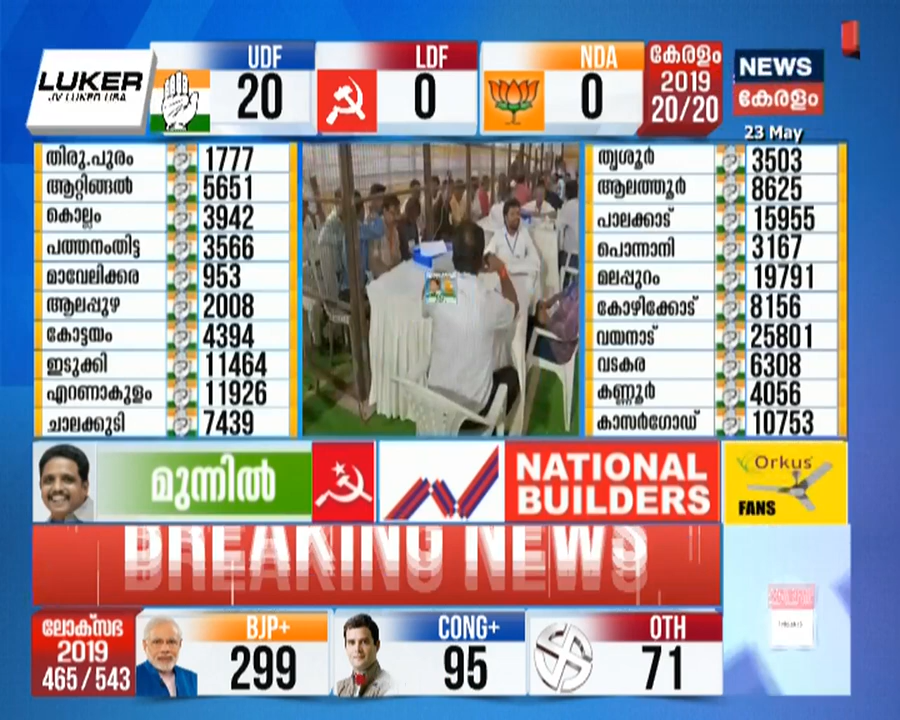 LUKER
UDF
20
LDF
0
NDA
0
കേരളം
2019
20/20
NEWS
കേരളം
23 May
തിരു.പുരം 1777
ആറ്റിങ്ങൽ 5651
കൊല്ലം 3942
പത്തനംതിട്ട 3566
മാവേലിക്കര 953
ആലപ്പുഴ 2008
കോട്ടയം 4394
ഇടുക്കി 11464
എറണാകുളം 11926
ചാലക്കുടി 7439
തൃശൂർ 3503
ആലത്തൂർ 8625
പാലക്കാട് 15955
പൊന്നാനി 3167
മലപ്പുറം 19791
കോഴിക്കോട് 8156
വയനാട് 25801
വടകര 6308
കണ്ണൂർ 4056
കാസർഗോഡ് 10753
മുന്നിൽ
NATIONAL
BUILDERS
Orkus
FANS
BREAKING NEWS
ലോക്സഭ
2019
465/543
BJP+
299
CONG+
95
OTH
71